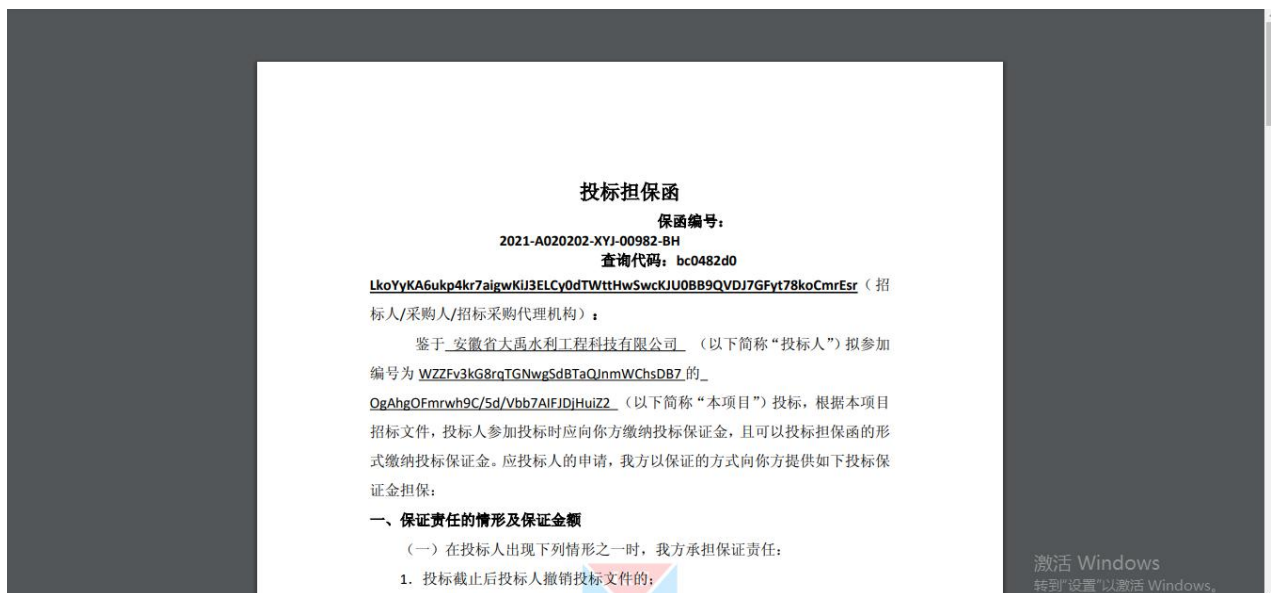 投标担保函
保函编号：
2021-A020202-XYJ-00982-BH
查询代码：bc0482d0
LkoYyKA6ukp4kr7aigwKiJ3ELCy0dTWttHwSwcKJU0BB9QVDJ7GFyt78koCmrEsr（招
标人/采购人/招标采购代理机构）：
鉴于 安徽省大禹水利工程科技有限公司 （以下简称“投标人”）拟参加
编号为 WZZFv3kG8rqTGNwgSdBTaQJnmWChsDB7 的_
OgAhgOFmrwh9C/5d/Vbb7AIFJDjHuiZ2 （以下简称“本项目”）投标，根据本项目
招标文件，投标人参加投标时应向你方缴纳投标保证金，且可以投标担保函的形
式缴纳投标保证金。应投标人的申请，我方以保证的方式向你方提供如下投标保
证金担保：
一、保证责任的情形及保证金额
（一）在投标人出现下列情形之一时，我方承担保证责任：
1．投标截止后投标人撤销投标文件的；
激活 Windows
转到“设置”以激活 Windows。